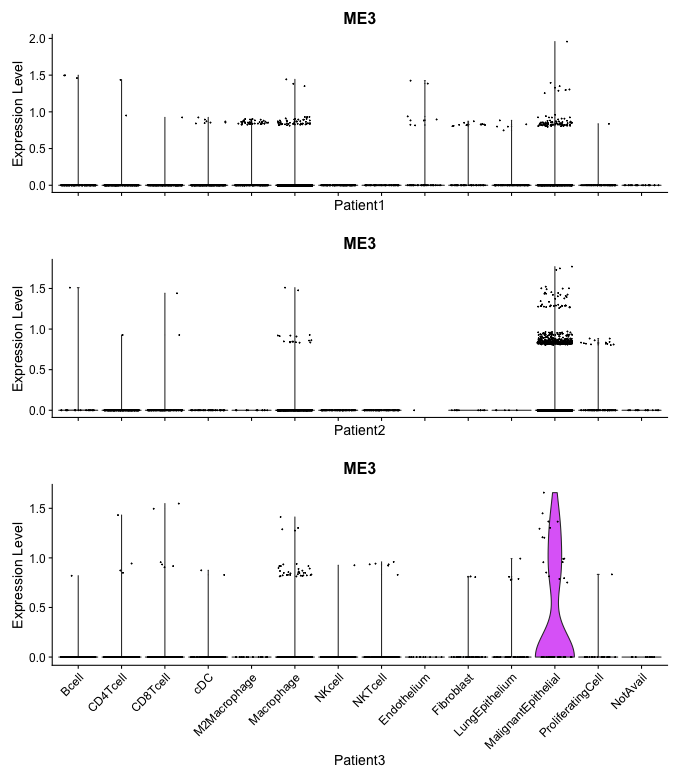 ME3
Expression Level
2.0
1.5
1.0
0.5
0.0
Patient1
ME3
Expression Level
1.5
1.0
0.5
0.0
Patient2
ME3
Expression Level
1.5
1.0
0.5
0.0
Bcell
CD4Tcell
CD8Tcell
cDC
M2Macrophage
Macrophage
NKcell
NKTcell
Endothelium
Fibroblast
LungEpithelium
MalignantEpithelial
ProliferatingCell
NotAvail
Patient3